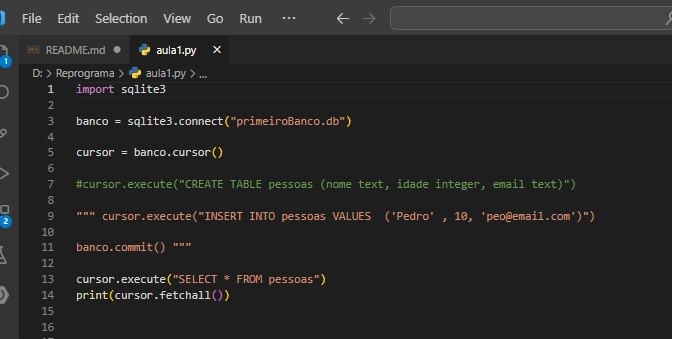 File Edit Selection View Go Run ...
README.md
aula1.py
D: > Reprograma > aula1.py > ...
1 import sqlite3
2
3 banco = sqlite3.connect("primeiroBanco.db")
4
5 cursor = banco.cursor()
6
7 #cursor.execute("CREATE TABLE pessoas (nome text, idade integer, email text)")
8
9 """ cursor.execute("INSERT INTO pessoas VALUES  ('Pedro' , 10, 'peo@email.com')")
10
11 banco.commit() """
12
13 cursor.execute("SELECT * FROM pessoas")
14 print(cursor.fetchall())
15
16
1
2